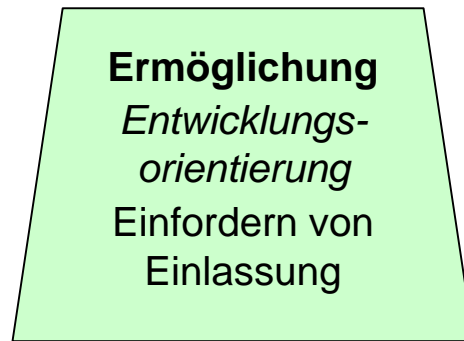 Ermöglichung
Entwicklungs-
orientierung
Einfordern von
Einlassung